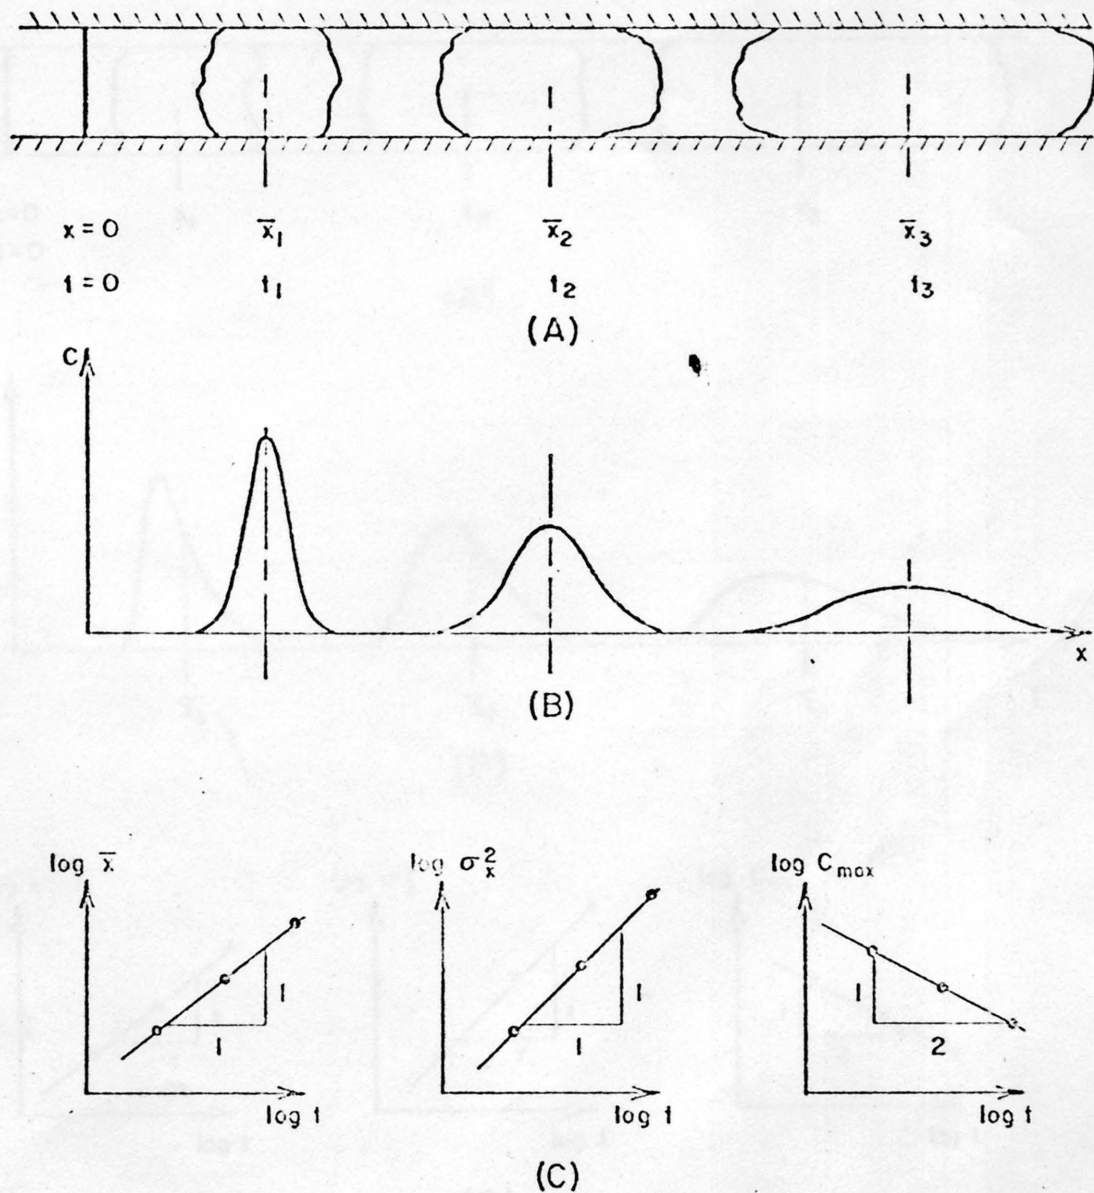 x = 0 x̄₁ x̄₂ x̄₃
t = 0 t₁ t₂ t₃
(A)
C
x
(B)
log x̄ log σ²ₓ log Cmax
1 1 1
1 1 2
log t log t log t
(C)